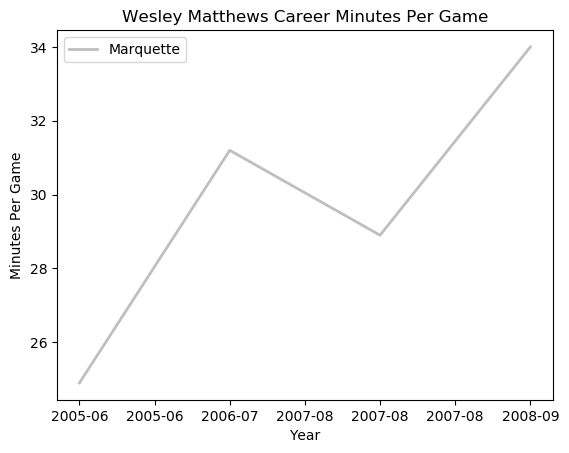 Wesley Matthews Career Minutes Per Game
Marquette
34
32
30
28
26
Minutes Per Game
2005-06 2005-06 2006-07 2007-08 2007-08 2007-08 2008-09
Year